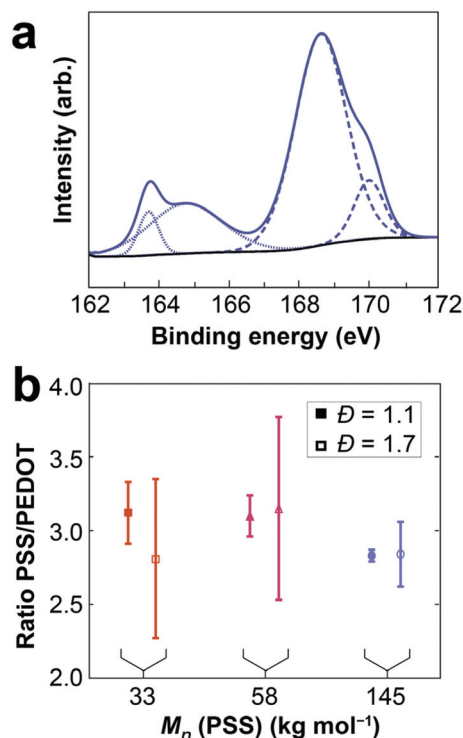 a
Intensity (arb.)
162 164 166 168 170 172
Binding energy (eV)
b
4.0
3.5
3.0
2.5
2.0
Ratio PSS/PEDOT
Đ = 1.1
Đ = 1.7
33 58 145
Mₙ (PSS) (kg mol⁻¹)